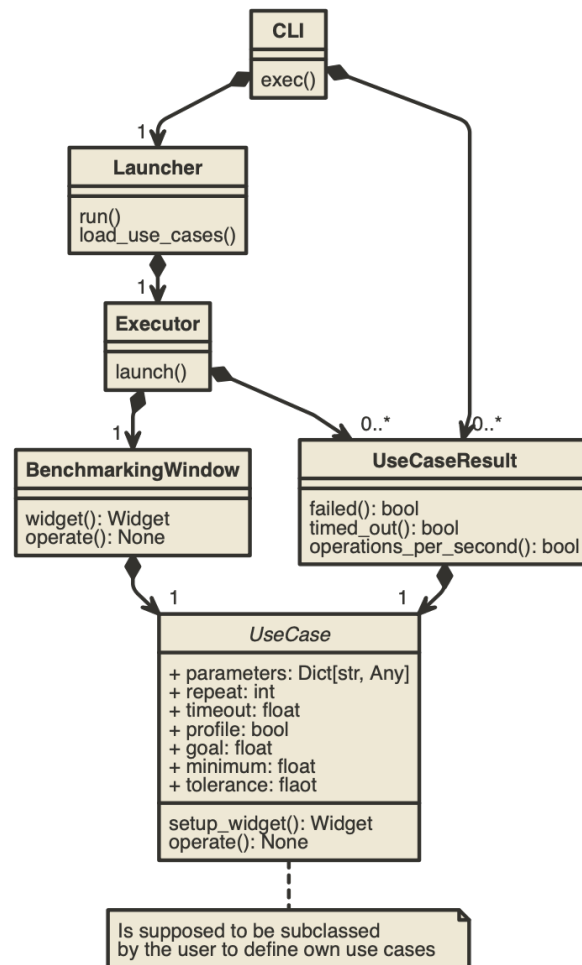 CLI
exec()
1
Launcher
run()
load_use_cases()
1
Executor
launch()
1
0..*
0..*
BenchmarkingWindow
widget(): Widget
operate(): None
UseCaseResult
failed(): bool
timed_out(): bool
operations_per_second(): bool
1
1
UseCase
+ parameters: Dict[str, Any]
+ repeat: int
+ timeout: float
+ profile: bool
+ goal: float
+ minimum: float
+ tolerance: flaot
setup_widget(): Widget
operate(): None
Is supposed to be subclassed
by the user to define own use cases